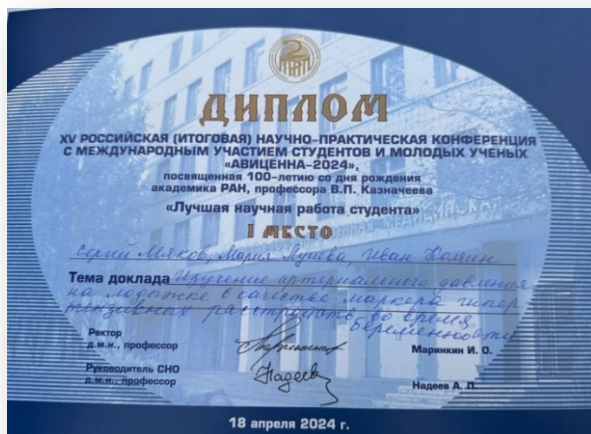 ДИПЛОМ
XV РОССИЙСКАЯ (ИТОГОВАЯ) НАУЧНО-ПРАКТИЧЕСКАЯ КОНФЕРЕНЦИЯ
С МЕЖДУНАРОДНЫМ УЧАСТИЕМ СТУДЕНТОВ И МОЛОДЫХ УЧЕНЫХ
«АВИЦЕННА-2024»,
посвященная 100-летию со дня рождения
академика РАН, профессора В.П. Казначеева
«Лучшая научная работа студента»
I МЕСТО
Мяков, Мария, Иван
Тема доклада Изучение артериального давления
на лодыжке в качестве маркера гипер
тензивных расстройств во время
беременности
Ректор
д.м.н., профессор
Маринкин И. О.
Руководитель СНО
д.м.н., профессор
Надеев А. П.
18 апреля 2024 г.